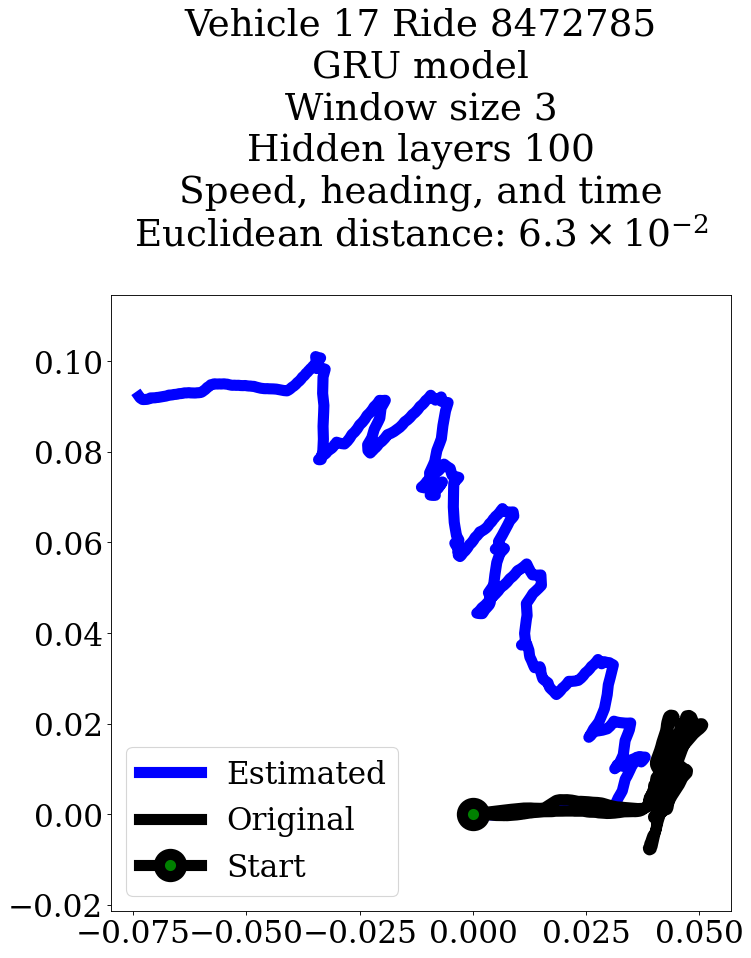 Vehicle 17 Ride 8472785
GRU model
Window size 3
Hidden layers 100
Speed, heading, and time
Euclidean distance: 6.3 × 10⁻²
0.10
0.08
0.06
0.04
0.02
0.00
−0.02
Estimated
Original
Start
−0.075 −0.050 −0.025 0.000 0.025 0.050